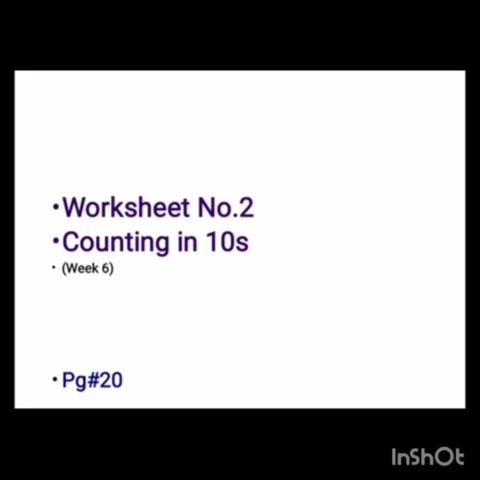 •Worksheet No.2
•Counting in 10s
• (Week 6)
• Pg#20
InShOt